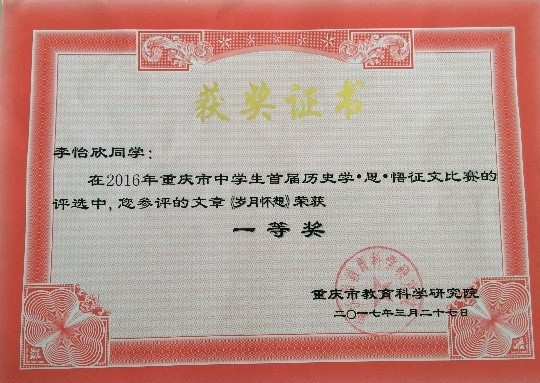 获奖证书
李怡欣同学：
在2016年重庆市中学生首届历史学·思·悟征文比赛的
评选中，您参评的文章《岁月怀想》荣获
一等奖
重庆市教育科学研究院
二〇一七年三月二十七日